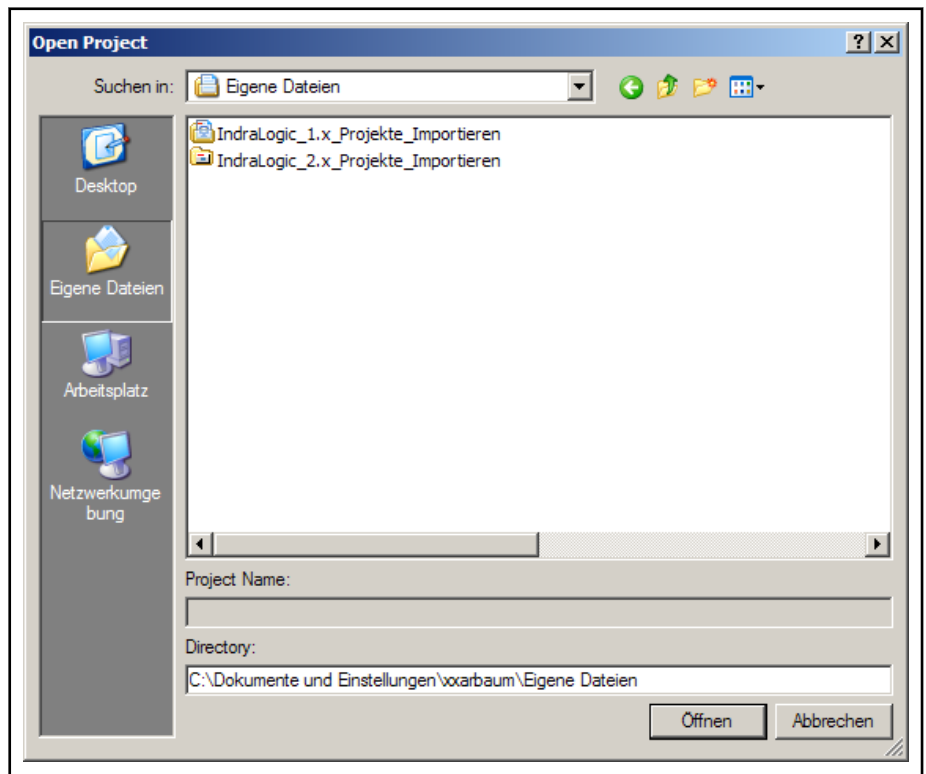 Open Project
Suchen in:
Eigene Dateien
Desktop
Eigene Dateien
Arbeitsplatz
Netzwerkumge
bung
IndraLogic_1.x_Projekte_Importieren
IndraLogic_2.x_Projekte_Importieren
Project Name:
Directory:
C:\Dokumente und Einstellungen\xxarbaum\Eigene Dateien
Öffnen
Abbrechen